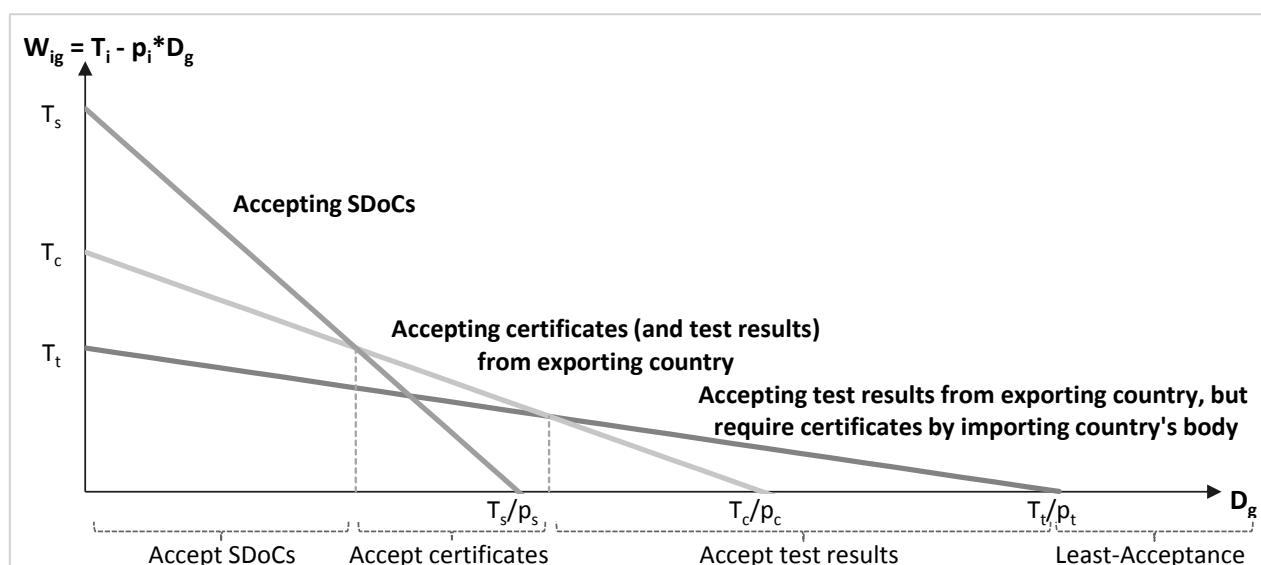 W_ig = T_i - p_i*D_g
T_s
Accepting SDoCs
T_c
Accepting certificates (and test results)
from exporting country
T_t
Accepting test results from exporting country, but
require certificates by importing country's body
T_s/p_s
T_c/p_c
T_t/p_t
D_g
Accept SDoCs
Accept certificates
Accept test results
Least-Acceptance